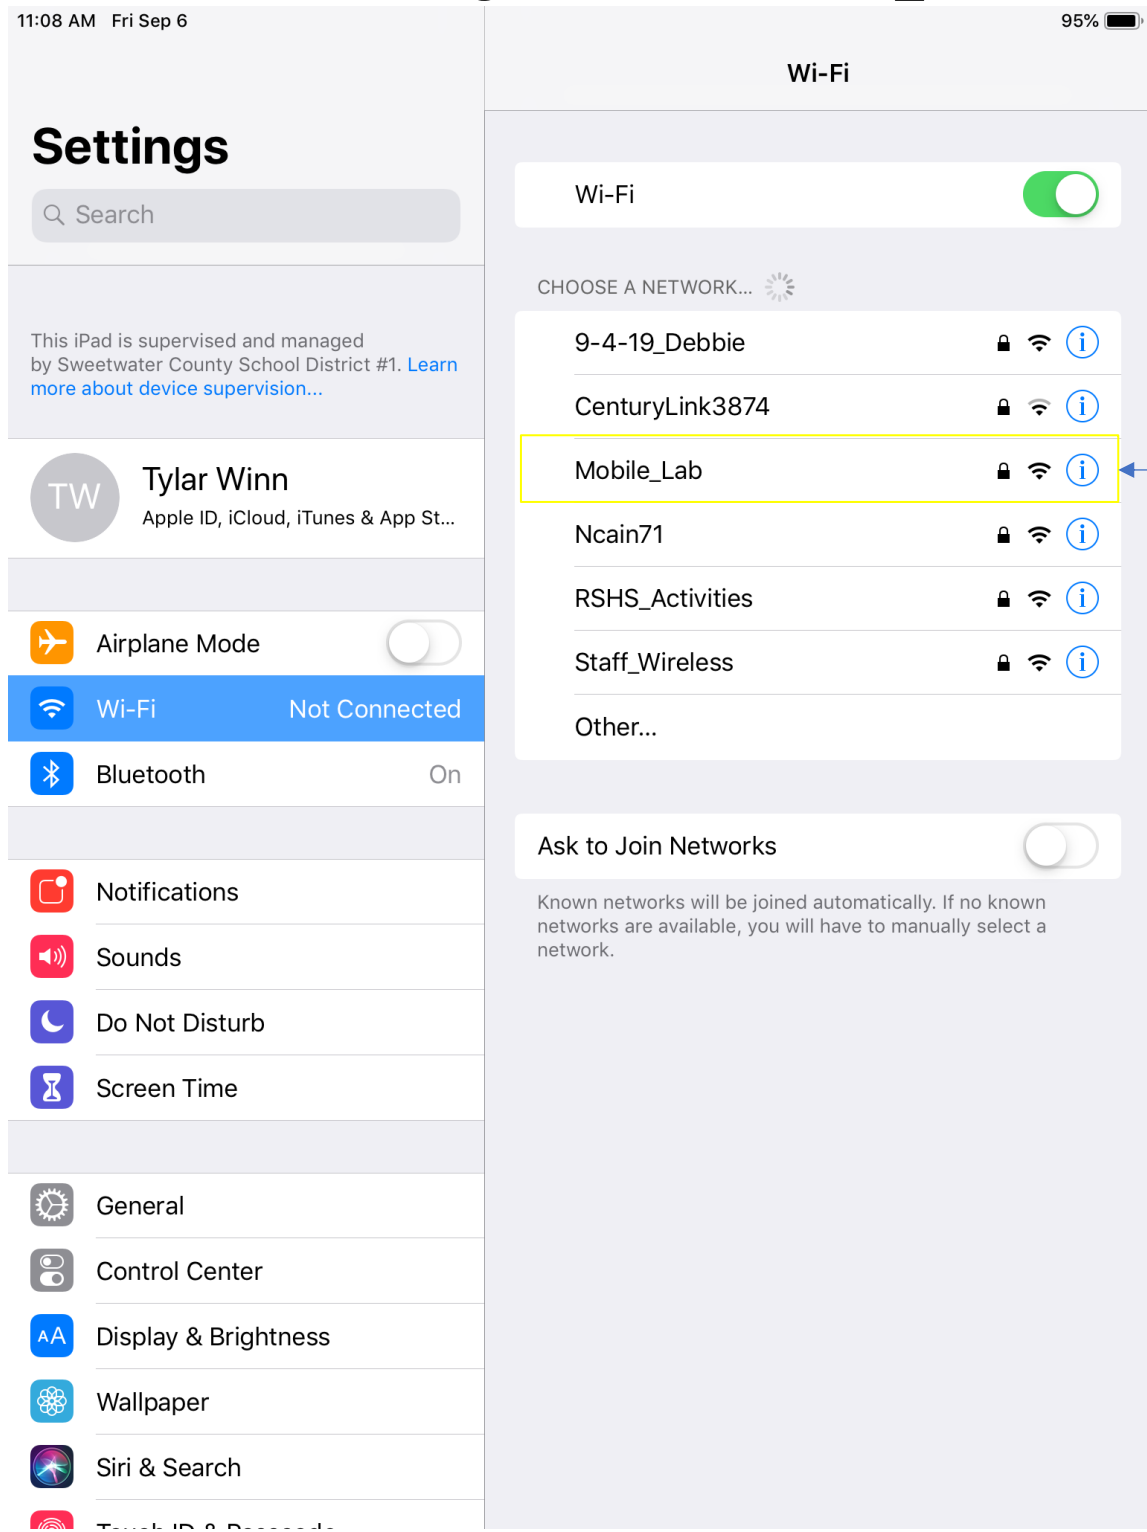 11:08 AM Fri Sep 6
95%
Settings
Search
This iPad is supervised and managed
by Sweetwater County School District #1. Learn
more about device supervision...
TW
Tylar Winn
Apple ID, iCloud, iTunes & App St...
Airplane Mode
Wi-Fi Not Connected
Bluetooth On
Notifications
Sounds
Do Not Disturb
Screen Time
General
Control Center
AA Display & Brightness
Wallpaper
Siri & Search
Touch ID & Passcode
Wi-Fi
Wi-Fi
CHOOSE A NETWORK...
9-4-19_Debbie
CenturyLink3874
Mobile_Lab
Ncain71
RSHS_Activities
Staff_Wireless
Other...
Ask to Join Networks
Known networks will be joined automatically. If no known
networks are available, you will have to manually select a
network.